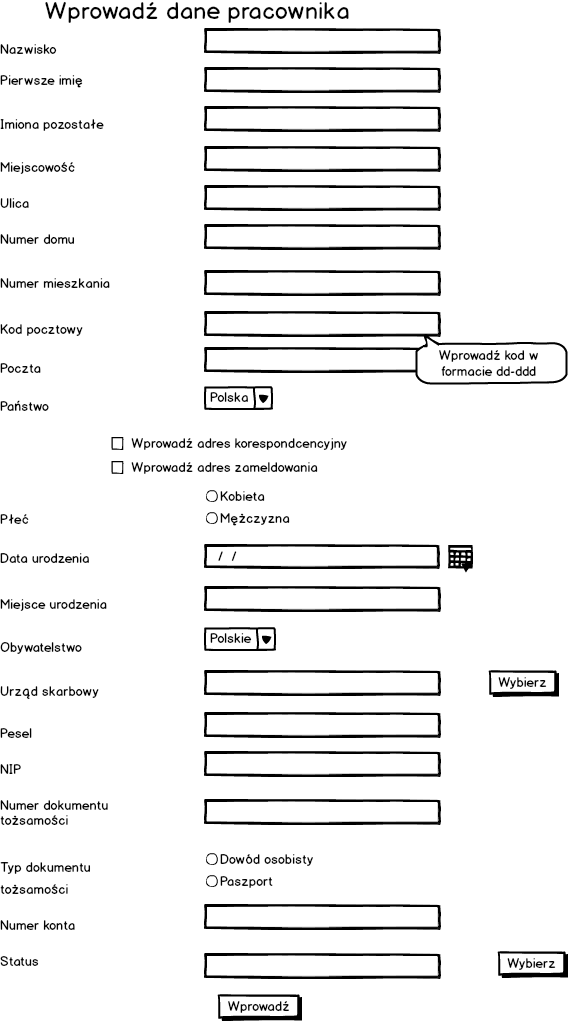 Wprowadź dane pracownika
Nazwisko
Pierwsze imię
Imiona pozostałe
Miejscowość
Ulica
Numer domu
Numer mieszkania
Kod pocztowy
Wprowadź kod w
formacie dd-ddd
Poczta
Państwo
Polska
Wprowadź adres korespondcencyjny
Wprowadź adres zameldowania
Płeć
Kobieta
Mężczyzna
Data urodzenia
/ /
Miejsce urodzenia
Obywatelstwo
Polskie
Urząd skarbowy
Wybierz
Pesel
NIP
Numer dokumentu
tożsamości
Typ dokumentu
tożsamości
Dowód osobisty
Paszport
Numer konta
Status
Wybierz
Wprowadź